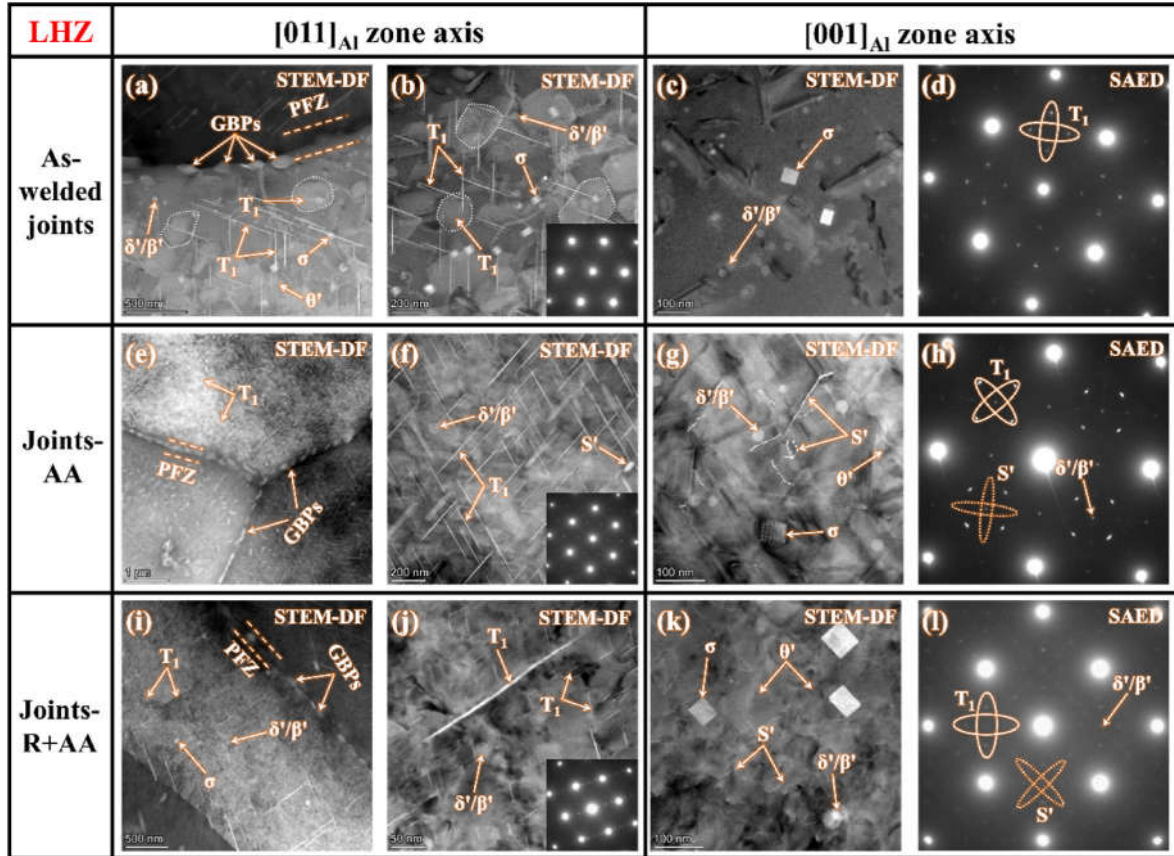 LHZ
[011]Al zone axis
[001]Al zone axis
As-
welded
joints
(a)
STEM-DF
PFZ
GBPs
T1
δ'/β'
T1
σ
θ'
500 nm
(b)
STEM-DF
T1
δ'/β'
σ
T1
200 nm
(c)
STEM-DF
σ
δ'/β'
100 nm
(d)
SAED
T1
Joints-
AA
(e)
STEM-DF
T1
PFZ
GBPs
1 μm
(f)
STEM-DF
δ'/β'
S'
T1
200 nm
(g)
STEM-DF
δ'/β'
S'
θ'
σ
100 nm
(h)
SAED
T1
S'
δ'/β'
Joints-
R+AA
(i)
STEM-DF
T1
PFZ
GBPs
δ'/β'
σ
500 nm
(j)
STEM-DF
T1
T1
δ'/β'
50 nm
(k)
STEM-DF
σ
θ'
S'
δ'/β'
100 nm
(l)
SAED
δ'/β'
T1
S'